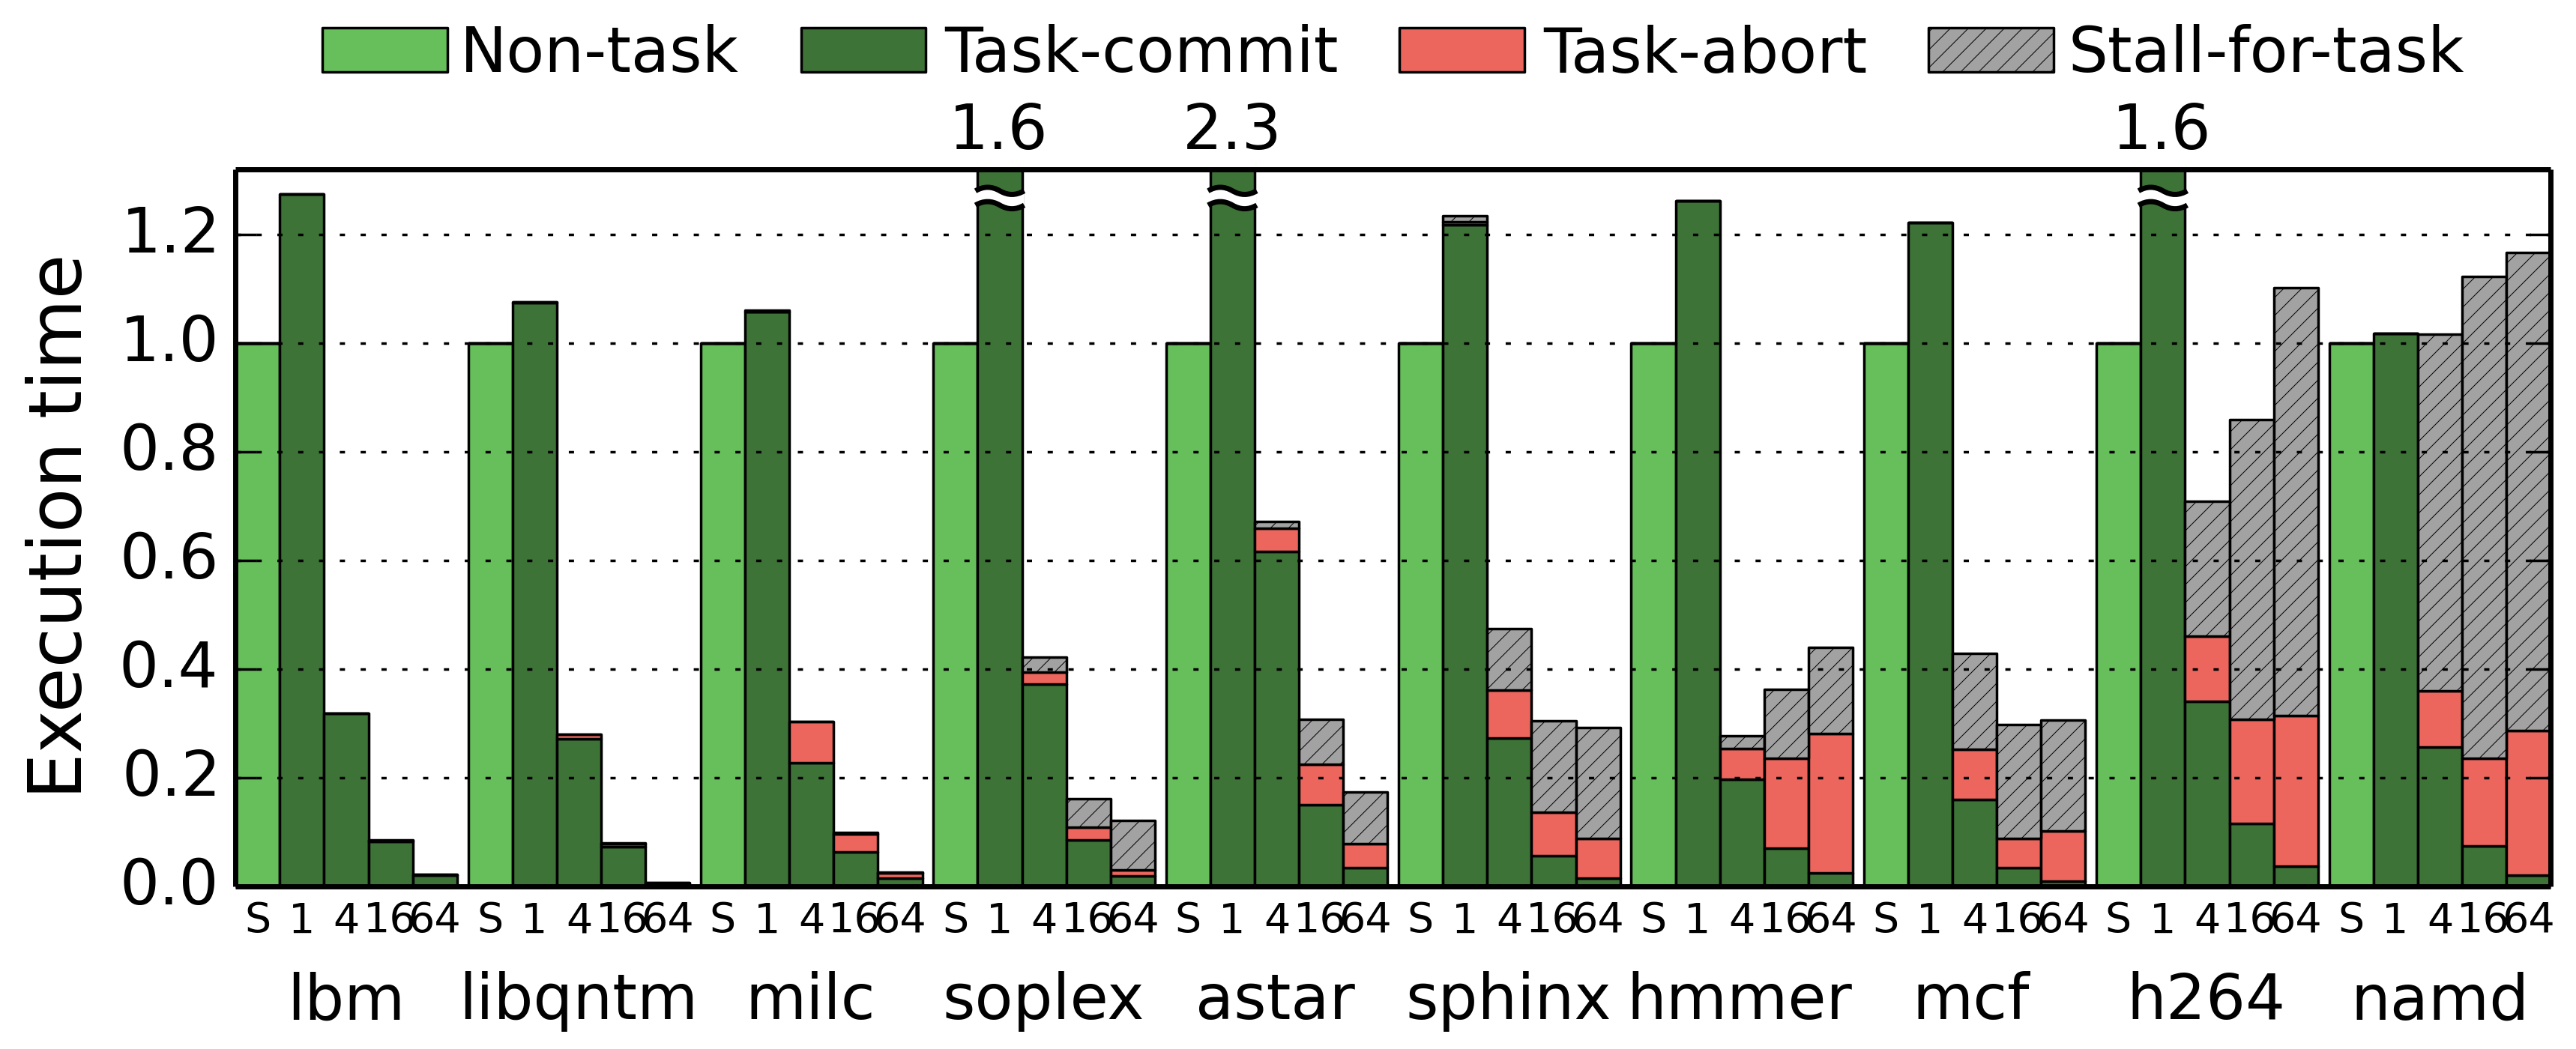 Non-task Task-commit Task-abort Stall-for-task
1.6 2.3 1.6
Execution time
1.2
1.0
0.8
0.6
0.4
0.2
0.0
S 1 4 16 64 S 1 4 16 64 S 1 4 16 64 S 1 4 16 64 S 1 4 16 64 S 1 4 16 64 S 1 4 16 64 S 1 4 16 64 S 1 4 16 64 S 1 4 16 64
lbm libqntm milc soplex astar sphinx hmmer mcf h264 namd